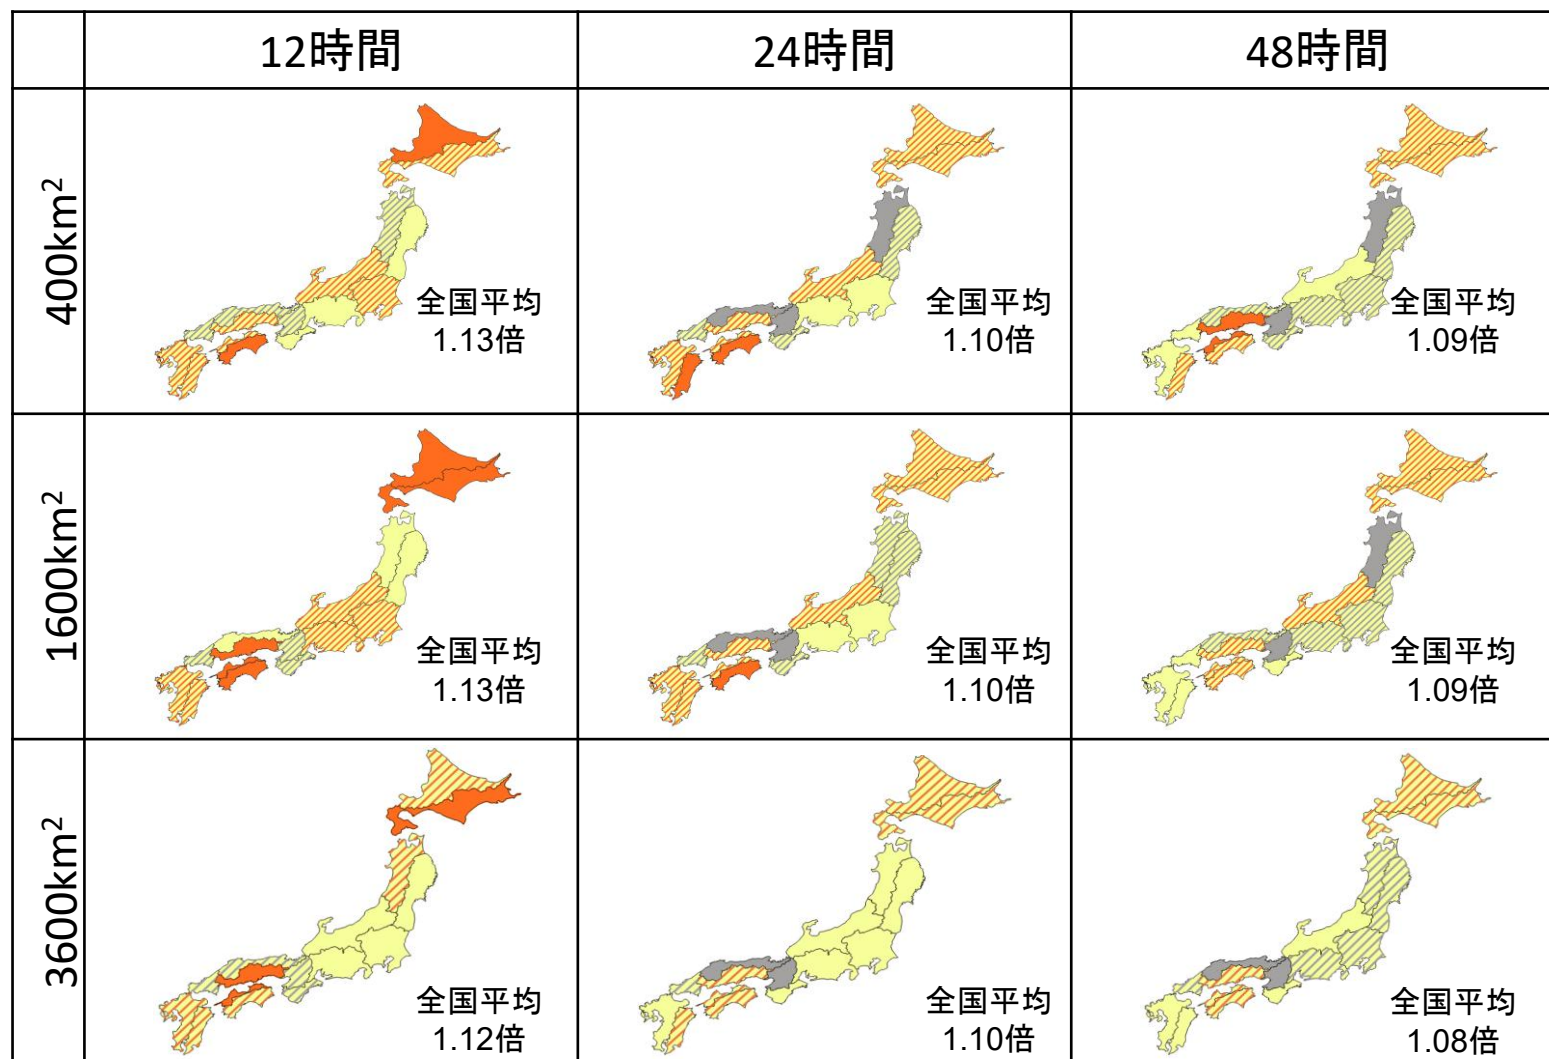 12時間
24時間
48時間
400km²
全国平均
1.13倍
全国平均
1.10倍
全国平均
1.09倍
1600km²
全国平均
1.13倍
全国平均
1.10倍
全国平均
1.09倍
3600km²
全国平均
1.12倍
全国平均
1.10倍
全国平均
1.08倍